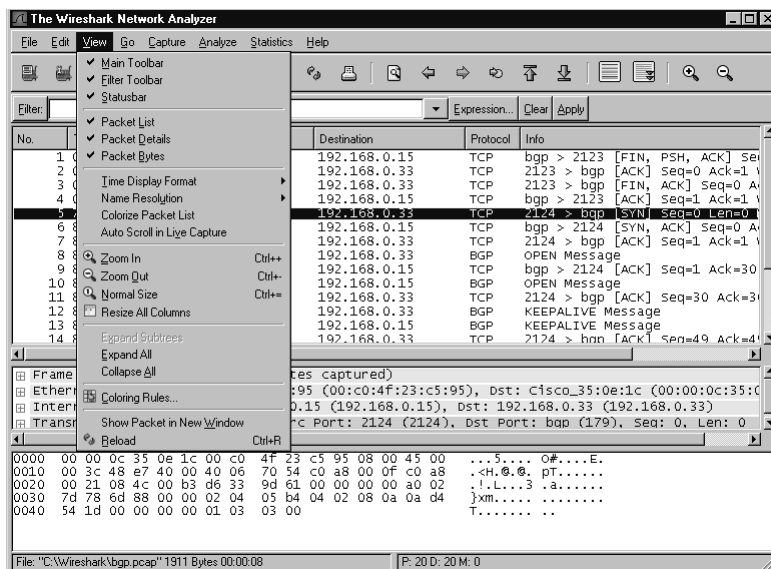 The Wireshark Network Analyzer
File Edit View Go Capture Analyze Statistics Help
Main Toolbar
Filter Toolbar
Statusbar
Packet List
Packet Details
Packet Bytes
Time Display Format
Name Resolution
Colorize Packet List
Auto Scroll in Live Capture
Zoom In Ctrl++
Zoom Out Ctrl+-
Normal Size Ctrl+=
Resize All Columns
Expand Subtrees
Expand All
Collapse All
Coloring Rules...
Show Packet in New Window
Reload Ctrl+R
Filter: Expression... Clear Apply
No. Destination Protocol Info
1 192.168.0.15 TCP bgp > 2123 [FIN, PSH, ACK]
2 192.168.0.33 TCP 2123 > bgp [ACK] Seq=0 Ack=1
3 192.168.0.33 TCP 2123 > bgp [FIN, ACK] Seq=0
4 192.168.0.15 TCP bgp > 2123 [ACK] Seq=1 Ack=1
5 192.168.0.33 TCP 2124 > bgp [SYN] Seq=0 Len=0
6 192.168.0.15 TCP bgp > 2124 [SYN, ACK] Seq=0
7 192.168.0.33 TCP 2124 > bgp [ACK] Seq=1 Ack=1
8 192.168.0.33 BGP OPEN Message
9 192.168.0.15 TCP bgp > 2124 [ACK] Seq=1 Ack=30
10 192.168.0.15 BGP OPEN Message
11 192.168.0.33 TCP 2124 > bgp [ACK] Seq=30
12 192.168.0.33 BGP KEEPALIVE Message
13 192.168.0.15 BGP KEEPALIVE Message
14 192.168.0.33 TCP 2124 > bgp [ACK] Seq=49
Frame tes captured)
Ether :95 (00:c0:4f:23:c5:95), Dst: Cisco_35:0e:1c (00:00:0c:35:0
Inter 0.15 (192.168.0.15), Dst: 192.168.0.33 (192.168.0.33)
Trans rc Port: 2124 (2124), Dst Port: bgp (179), Seq: 0, Len: 0
0000 00 00 0c 35 0e 1c 00 c0 4f 23 c5 95 08 00 45 00 ...5.... O#....E.
0010 00 3c 48 e7 40 00 40 06 70 54 c0 a8 00 0f c0 a8 .<H.@.@. pT......
0020 00 21 08 4c 00 b3 d6 33 9d 61 00 00 00 00 a0 02 .!.L...3 .a......
0030 7d 78 6d 88 00 00 02 04 05 b4 04 02 08 0a 0a d4 }xm..... ........
0040 54 1d 00 00 00 00 01 03 03 00 T....... ..
File: "C:\Wireshark\bgp.pcap" 1911 Bytes 00:00:08 P: 20 D: 20 M: 0